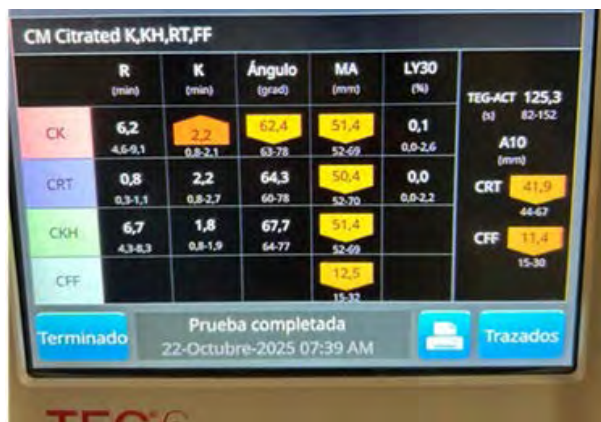 CM Citrated K,KH,RT,FF
R K Ángulo MA LY30
(min) (min) (grad) (mm) (%)
TEG-ACT 125,3
(s) 82-152
CK 6,2 2,2 62,4 51,4 0,1
4,6-9,1 0,8-2,1 63-78 52-69 0,0-2,6
A10
(mm)
CRT 0,8 2,2 64,3 50,4 0,0
0,3-1,1 0,8-2,7 60-78 52-70 0,0-2,2
CRT 41,9
44-67
CKH 6,7 1,8 67,7 51,4
4,3-8,3 0,8-1,9 64-77 52-69
CFF 11,4
15-30
CFF 12,5
15-32
Terminado
Prueba completada
22-Octubre-2025 07:39 AM
Trazados